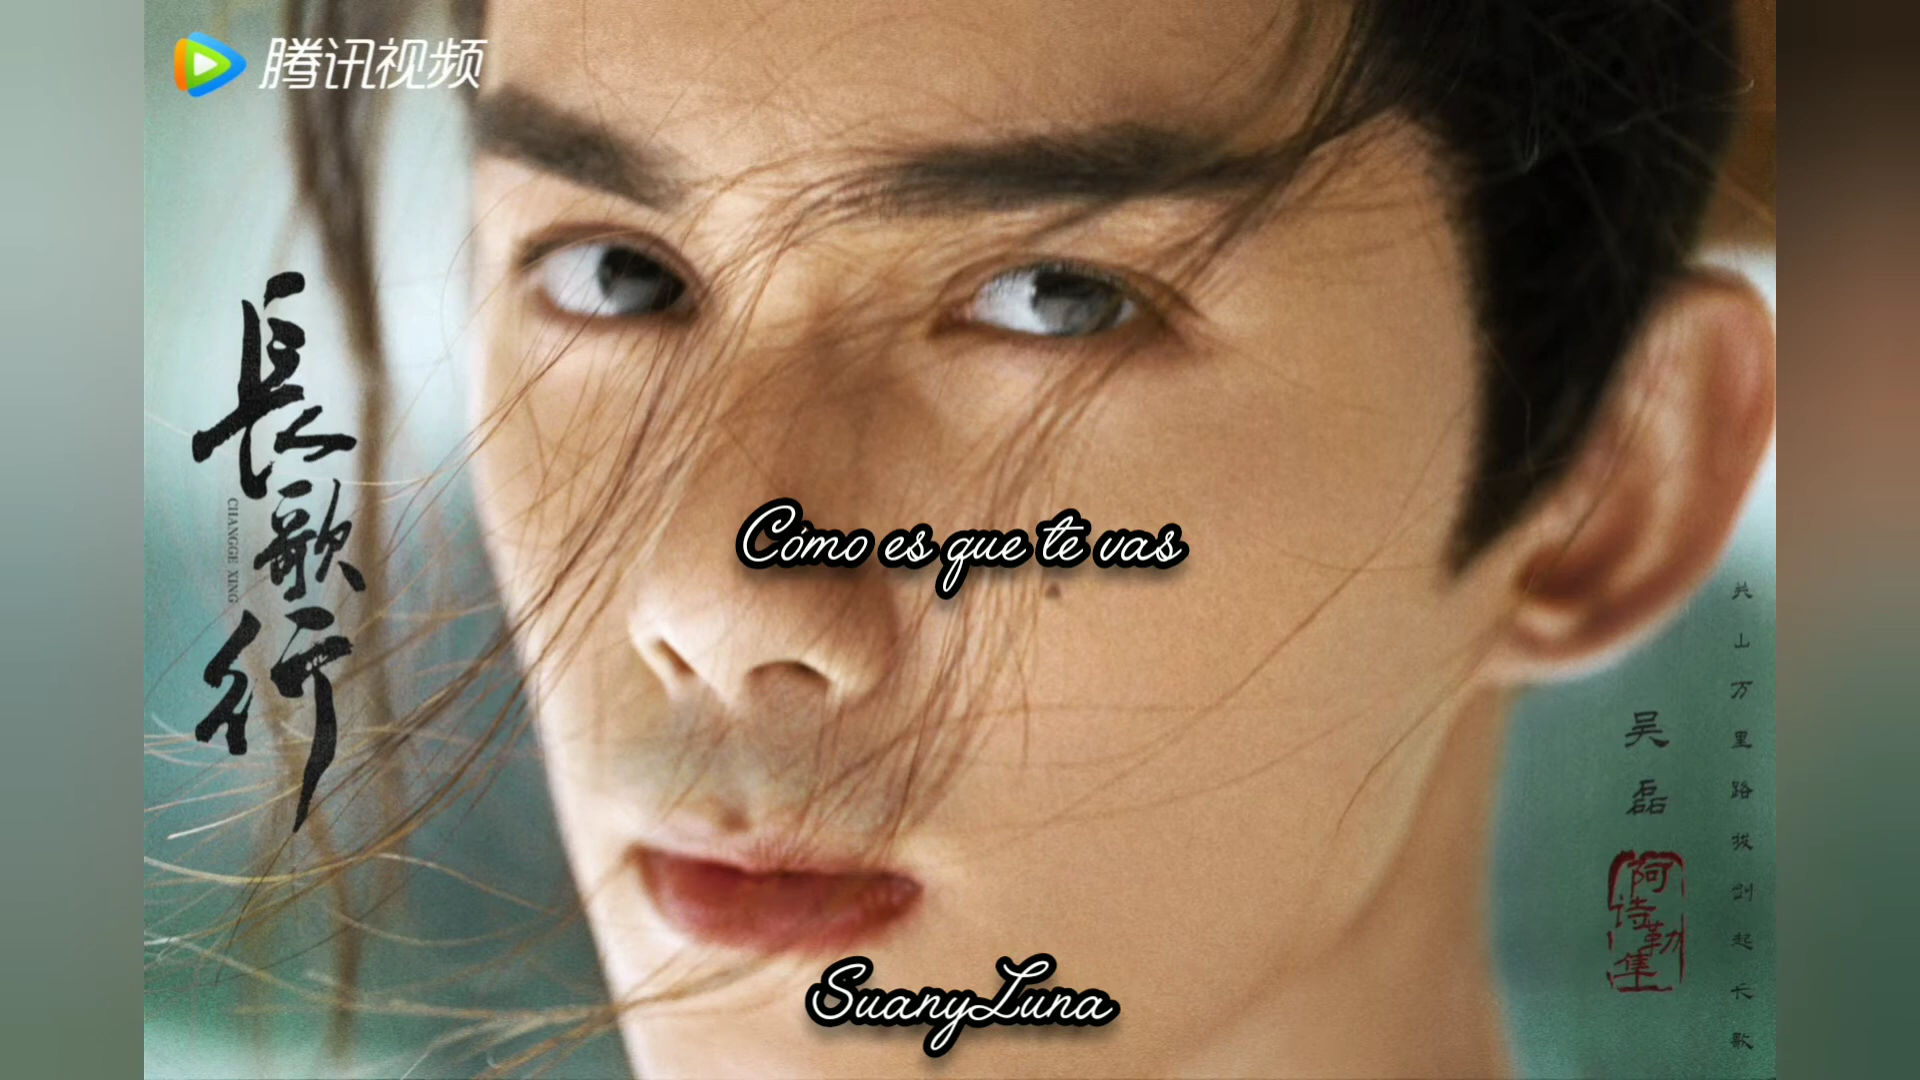 腾讯视频
長歌行
CHANGGE XING
Cómo es que te vas
关山万里路拔剑起长歌
吴磊
阿诗勒隼
SuanyLuna